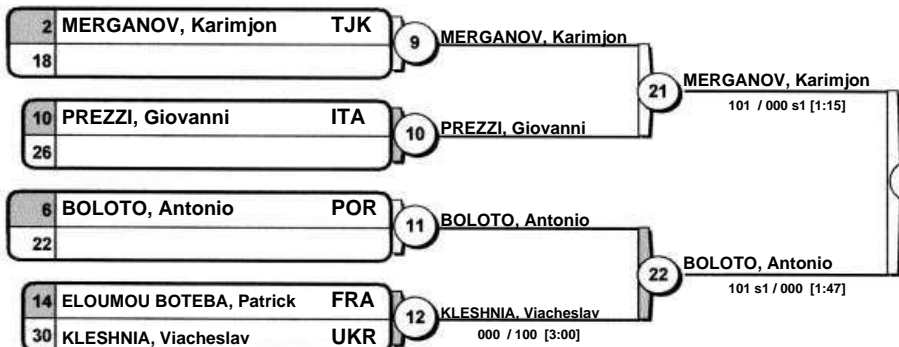 2 MERGANOV, Karimjon TJK
18
9
MERGANOV, Karimjon
10 PREZZI, Giovanni ITA
26
10
PREZZI, Giovanni
21
MERGANOV, Karimjon
101 / 000 s1 [1:15]
6 BOLOTO, Antonio POR
22
11
BOLOTO, Antonio
14 ELOUMOU BOTEBA, Patrick FRA
30 KLESHNIA, Viacheslav UKR
12
KLESHNIA, Viacheslav
000 / 100 [3:00]
22
BOLOTO, Antonio
101 s1 / 000 [1:47]